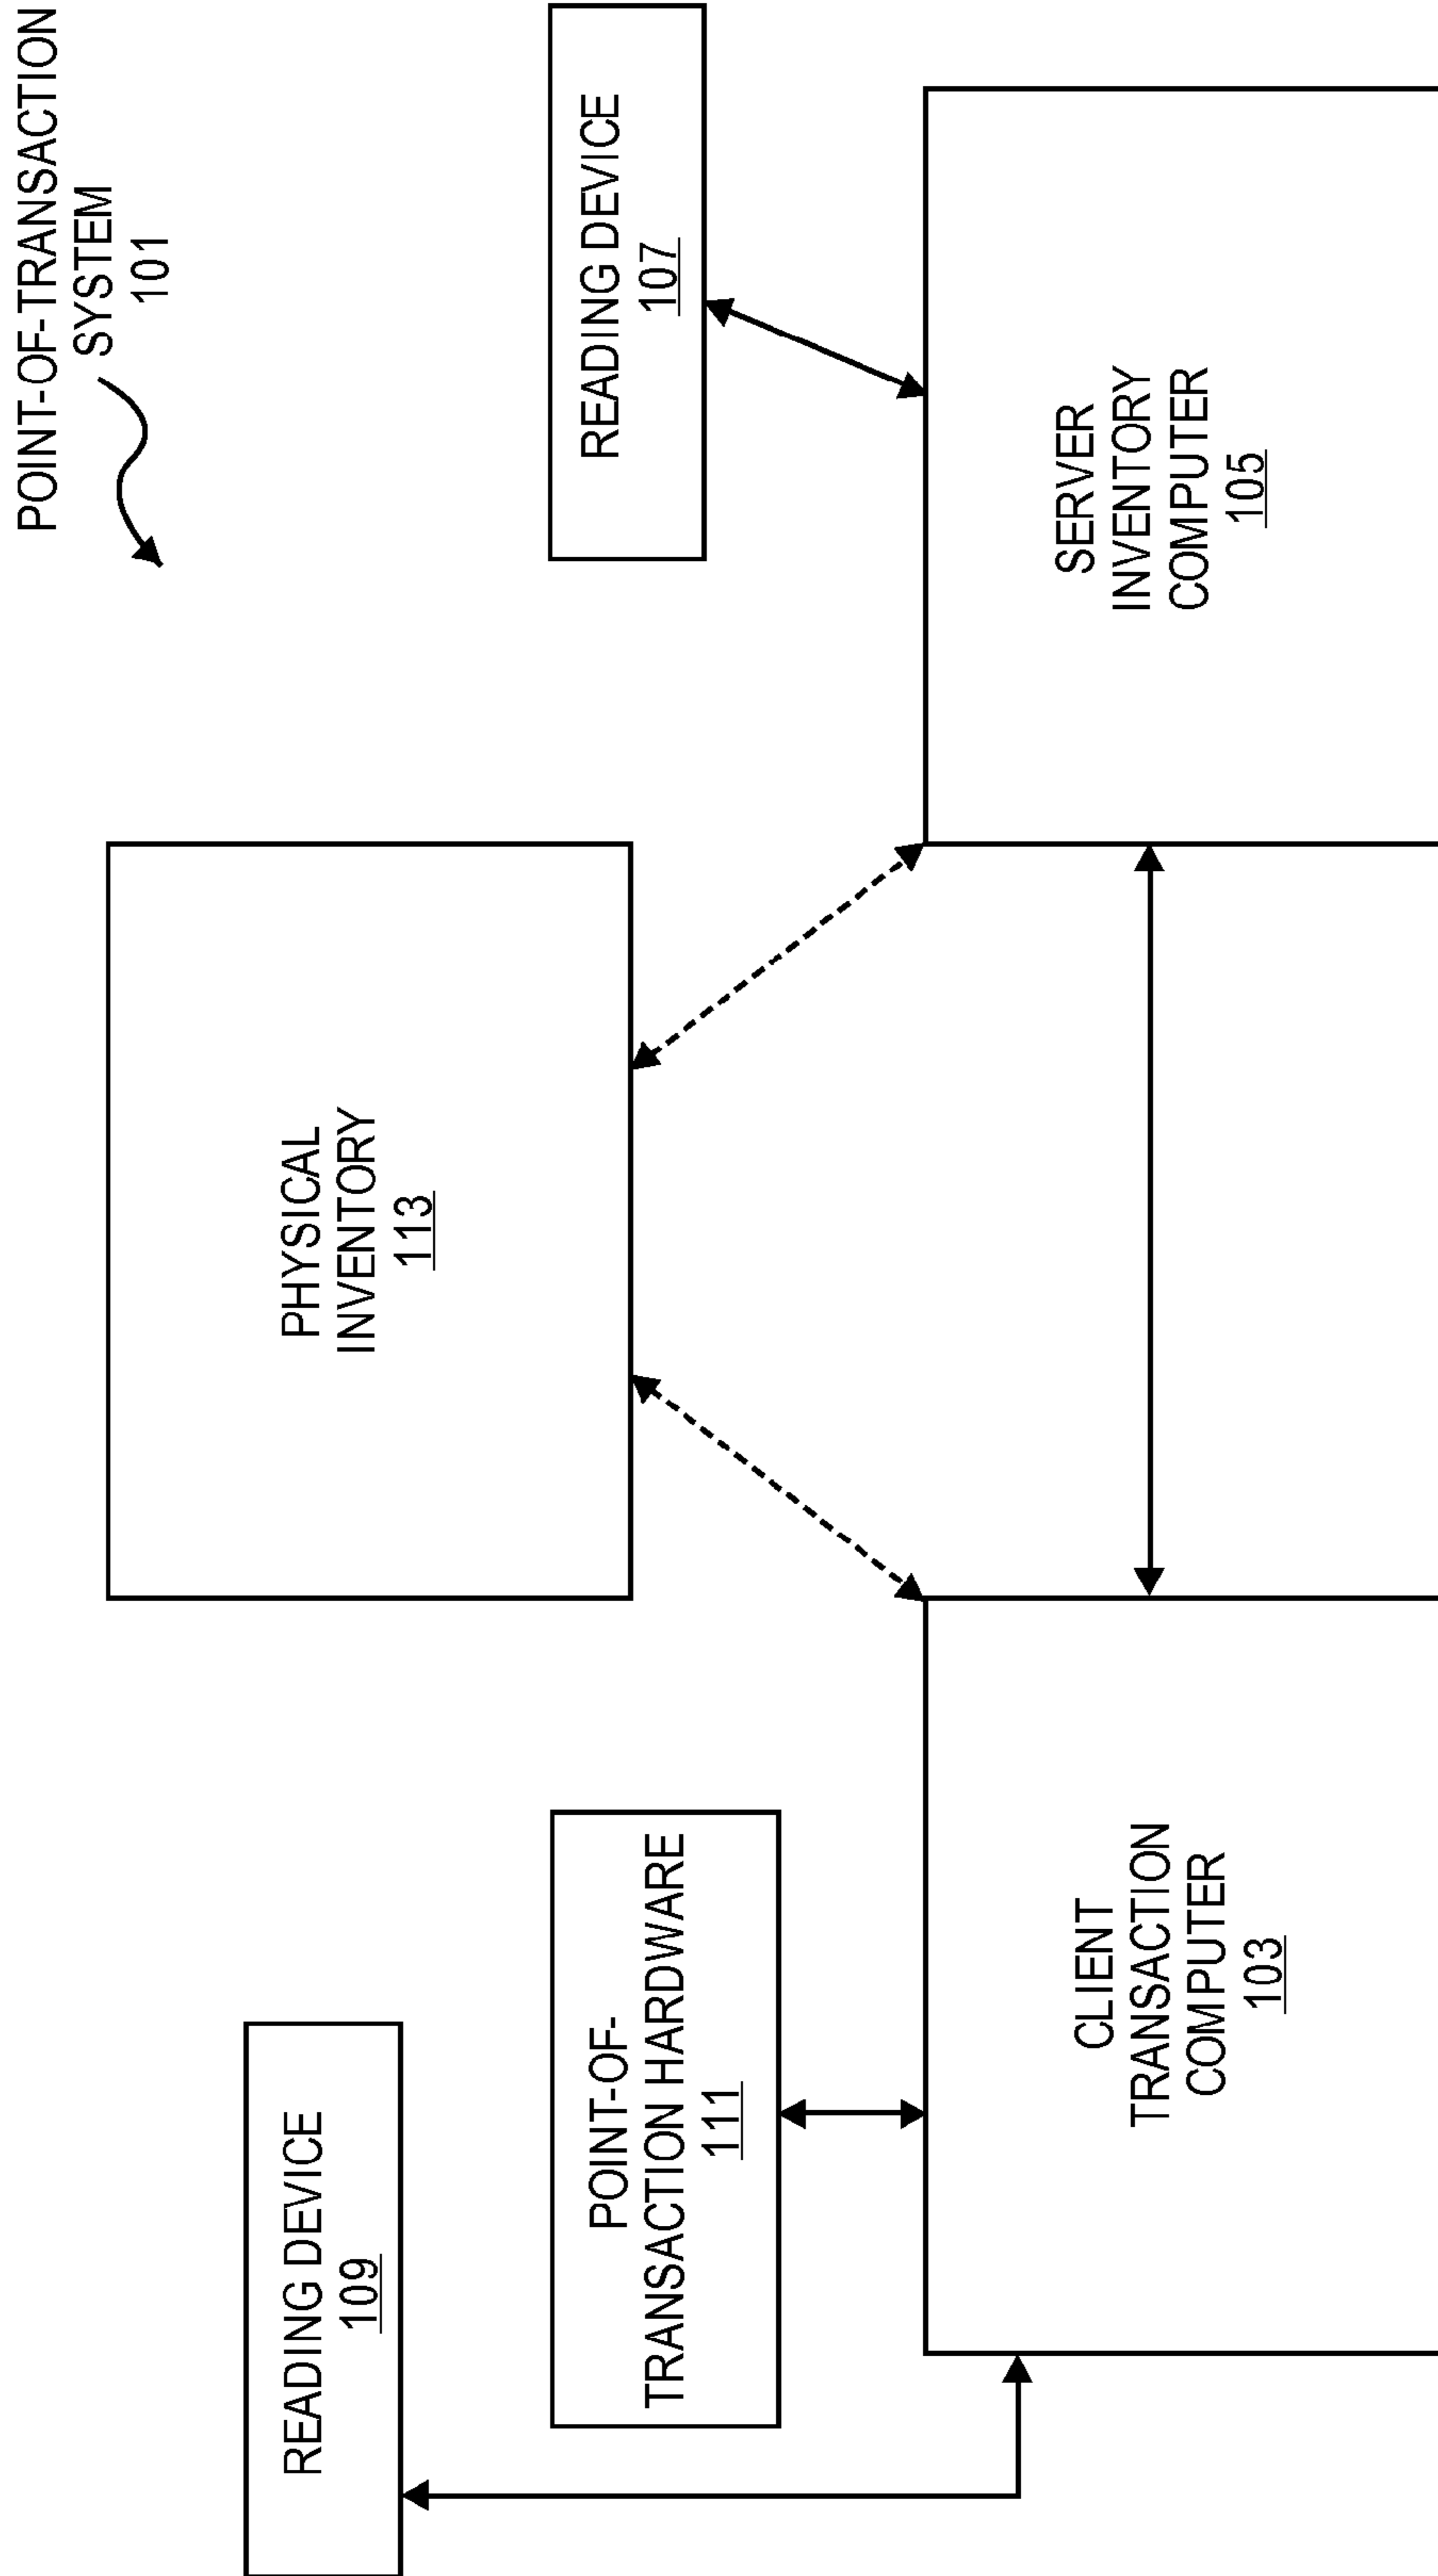 POINT-OF-TRANSACTION
SYSTEM
101
READING DEVICE
109
POINT-OF-
TRANSACTION HARDWARE
111
PHYSICAL
INVENTORY
113
READING DEVICE
107
CLIENT
TRANSACTION
COMPUTER
103
SERVER
INVENTORY
COMPUTER
105